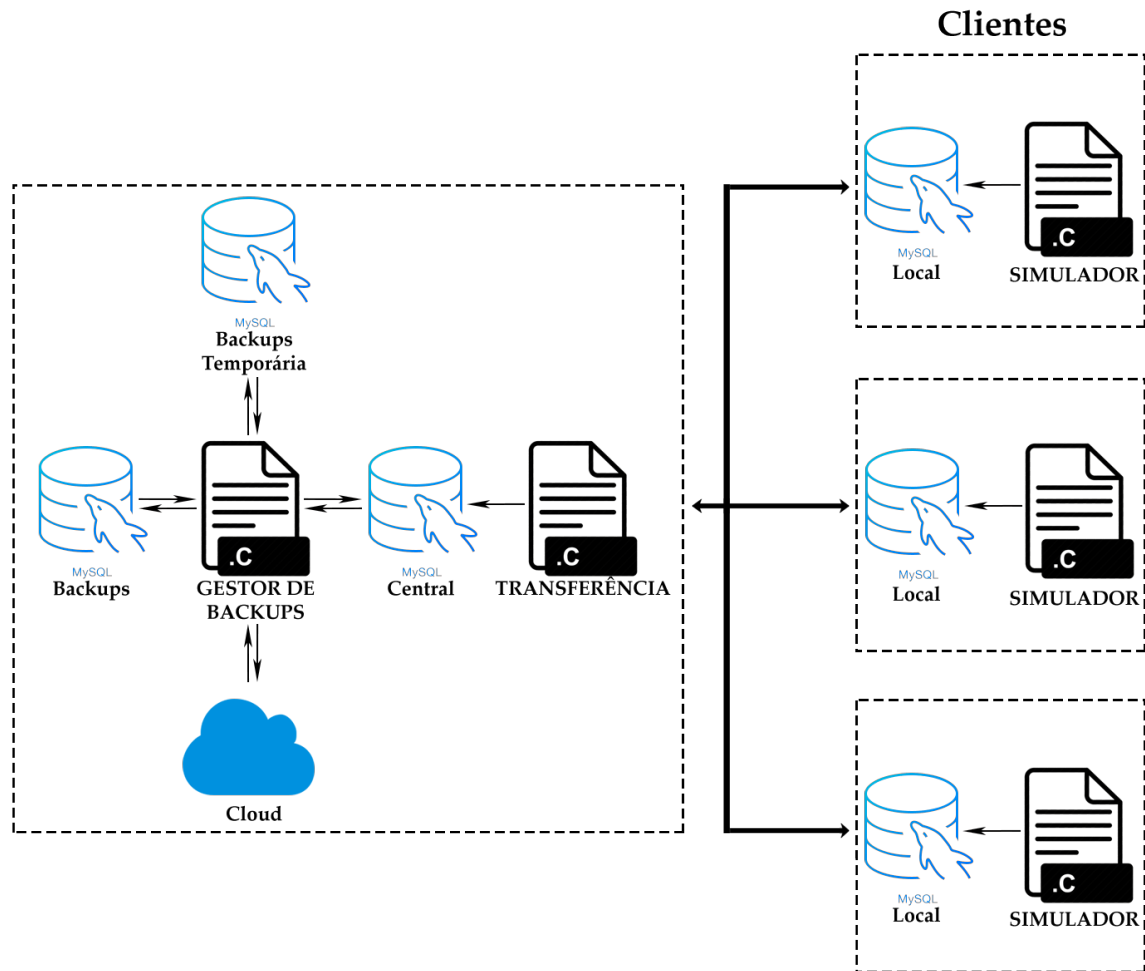 Clientes
MySQL
Local
.C
SIMULADOR
MySQL
Backups
Temporária
MySQL
Backups
.C
GESTOR DE
BACKUPS
MySQL
Central
.C
TRANSFERÊNCIA
Cloud
MySQL
Local
.C
SIMULADOR
MySQL
Local
.C
SIMULADOR